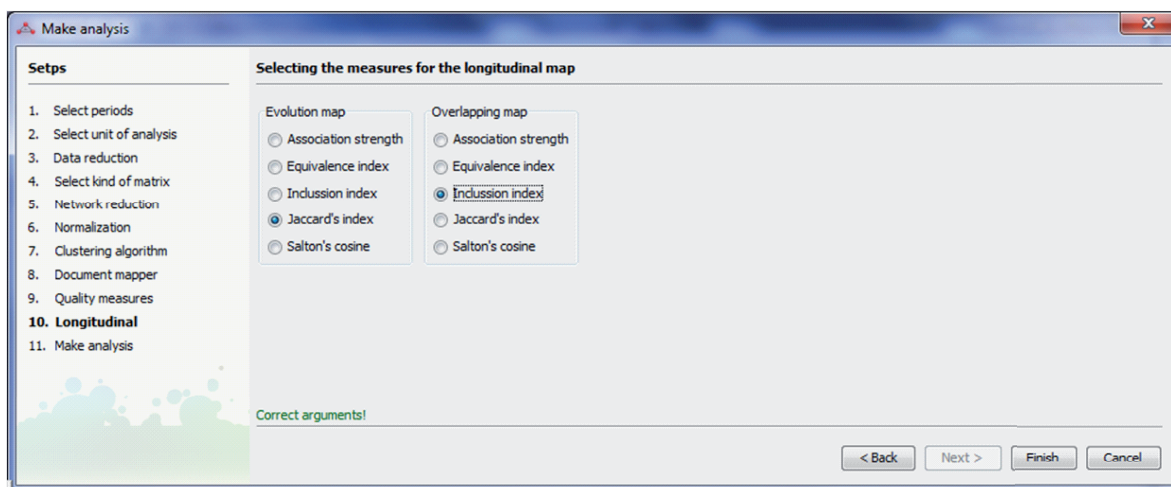 Make analysis
x
Setps
1. Select periods
2. Select unit of analysis
3. Data reduction
4. Select kind of matrix
5. Network reduction
6. Normalization
7. Clustering algorithm
8. Document mapper
9. Quality measures
10. Longitudinal
11. Make analysis
Selecting the measures for the longitudinal map
Evolution map
Association strength
Equivalence index
Inclussion index
Jaccard's index
Salton's cosine
Overlapping map
Association strength
Equivalence index
Inclussion index
Jaccard's index
Salton's cosine
Correct arguments!
< Back Next > Finish Cancel